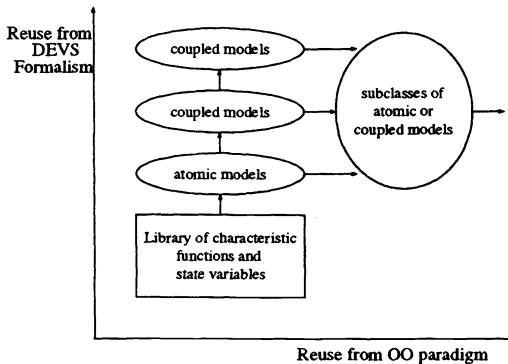 Reuse from
DEVS
Formalism
coupled models
coupled models
atomic models
Library of characteristic
functions and
state variables
subclasses of
atomic or
coupled models
Reuse from OO paradigm